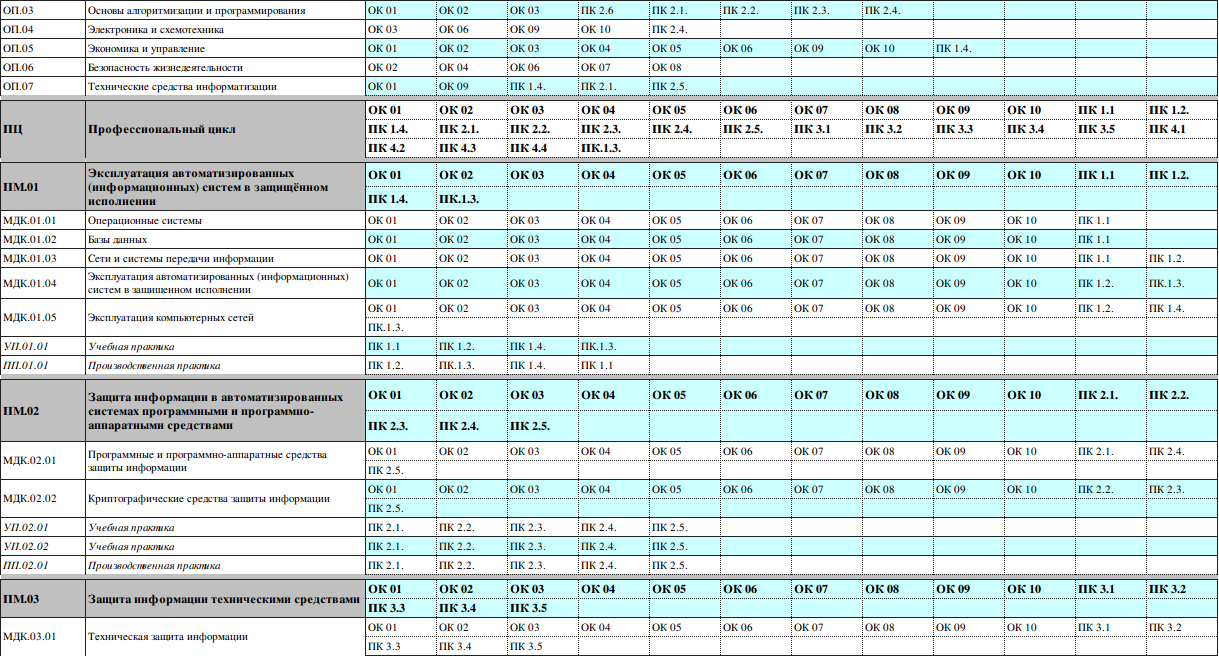 ОП.03 Основы алгоритмизации и программирования ОК 01 ОК 02 ОК 03 ПК 2.6 ПК 2.1. ПК 2.2. ПК 2.3. ПК 2.4.
ОП.04 Электроника и схемотехника ОК 03 ОК 06 ОК 09 ОК 10 ПК 2.4.
ОП.05 Экономика и управление ОК 01 ОК 02 ОК 03 ОК 04 ОК 05 ОК 06 ОК 09 ОК 10 ПК 1.4.
ОП.06 Безопасность жизнедеятельности ОК 02 ОК 04 ОК 06 ОК 07 ОК 08
ОП.07 Технические средства информатизации ОК 01 ОК 09 ПК 1.4. ПК 2.1. ПК 2.5.
ОК 01 ОК 02 ОК 03 ОК 04 ОК 05 ОК 06 ОК 07 ОК 08 ОК 09 ОК 10 ПК 1.1 ПК 1.2.
ПЦ Профессиональный цикл ПК 1.4. ПК 2.1. ПК 2.2. ПК 2.3. ПК 2.4. ПК 2.5. ПК 3.1 ПК 3.2 ПК 3.3 ПК 3.4 ПК 3.5 ПК 4.1
ПК 4.2 ПК 4.3 ПК 4.4 ПК.1.3.
ПМ.01 Эксплуатация автоматизированных
(информационных) систем в защищённом
исполнении
ОК 01 ОК 02 ОК 03 ОК 04 ОК 05 ОК 06 ОК 07 ОК 08 ОК 09 ОК 10 ПК 1.1 ПК 1.2.
ПК 1.4. ПК.1.3.
МДК.01.01 Операционные системы ОК 01 ОК 02 ОК 03 ОК 04 ОК 05 ОК 06 ОК 07 ОК 08 ОК 09 ОК 10 ПК 1.1
МДК.01.02 Базы данных ОК 01 ОК 02 ОК 03 ОК 04 ОК 05 ОК 06 ОК 07 ОК 08 ОК 09 ОК 10 ПК 1.1
МДК.01.03 Сети и системы передачи информации ОК 01 ОК 02 ОК 03 ОК 04 ОК 05 ОК 06 ОК 07 ОК 08 ОК 09 ОК 10 ПК 1.1 ПК 1.2.
МДК.01.04 Эксплуатация автоматизированных (информационных)
систем в защищенном исполнении
ОК 01 ОК 02 ОК 03 ОК 04 ОК 05 ОК 06 ОК 07 ОК 08 ОК 09 ОК 10 ПК 1.2. ПК.1.3.
МДК.01.05 Эксплуатация компьютерных сетей ОК 01 ОК 02 ОК 03 ОК 04 ОК 05 ОК 06 ОК 07 ОК 08 ОК 09 ОК 10 ПК 1.2. ПК 1.4.
ПК.1.3.
УП.01.01 Учебная практика ПК 1.1 ПК 1.2. ПК 1.4. ПК.1.3.
ПП.01.01 Производственная практика ПК 1.2. ПК.1.3. ПК 1.4. ПК 1.1
ПМ.02 Защита информации в автоматизированных
системах программными и программно-
аппаратными средствами
ОК 01 ОК 02 ОК 03 ОК 04 ОК 05 ОК 06 ОК 07 ОК 08 ОК 09 ОК 10 ПК 2.1. ПК 2.2.
ПК 2.3. ПК 2.4. ПК 2.5.
МДК.02.01 Программные и программно-аппаратные средства
защиты информации
ОК 01 ОК 02 ОК 03 ОК 04 ОК 05 ОК 06 ОК 07 ОК 08 ОК 09 ОК 10 ПК 2.1. ПК 2.4.
ПК 2.5.
МДК.02.02 Криптографические средства защиты информации ОК 01 ОК 02 ОК 03 ОК 04 ОК 05 ОК 06 ОК 07 ОК 08 ОК 09 ОК 10 ПК 2.2. ПК 2.3.
ПК 2.5.
УП.02.01 Учебная практика ПК 2.1. ПК 2.2. ПК 2.3. ПК 2.4. ПК 2.5.
УП.02.02 Учебная практика ПК 2.1. ПК 2.2. ПК 2.3. ПК 2.4. ПК 2.5.
ПП.02.01 Производственная практика ПК 2.1. ПК 2.2. ПК 2.3. ПК 2.4. ПК 2.5.
ПМ.03 Защита информации техническими средствами ОК 01 ОК 02 ОК 03 ОК 04 ОК 05 ОК 06 ОК 07 ОК 08 ОК 09 ОК 10 ПК 3.1 ПК 3.2
ПК 3.3 ПК 3.4 ПК 3.5
МДК.03.01 Техническая защита информации ОК 01 ОК 02 ОК 03 ОК 04 ОК 05 ОК 06 ОК 07 ОК 08 ОК 09 ОК 10 ПК 3.1 ПК 3.2
ПК 3.3 ПК 3.4 ПК 3.5